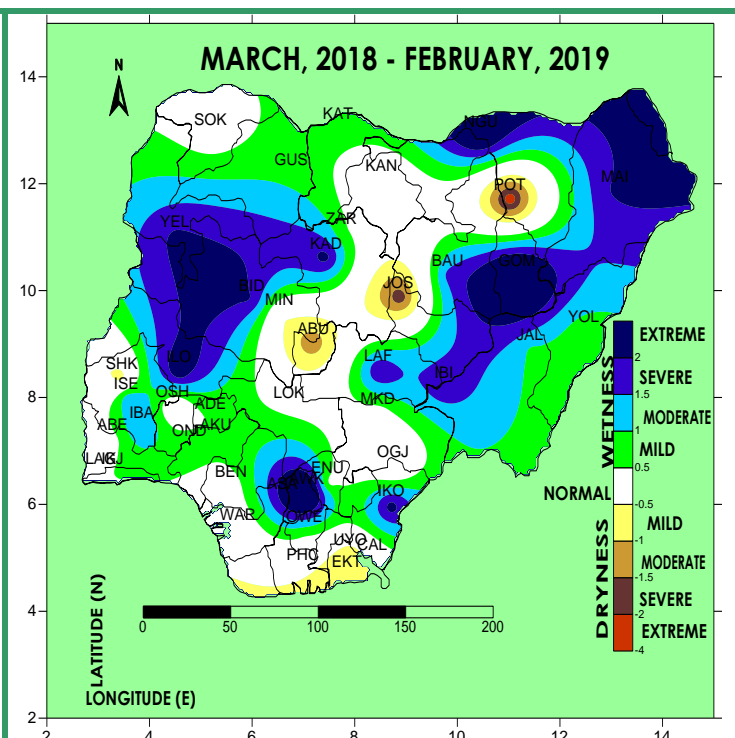 MARCH, 2018 - FEBRUARY, 2019
N
14
12
10
8
6
4
2
SOK
KAT
NGU
GUS
KAN
MAI
POT
YEL
ZAR
KAD
BAU
GOM
BID
MIN
JOS
YOL
ABU
JAL
ILO
LAF
SHK
ISE
IBI
OSH
LOK
MKD
ADE
IBA
ABE
OND
AKU
LAG
IKJ
OGJ
BEN
ENU
AWK
IKO
WAR
OWE
UYO
CAL
PHC
EKT
WETNESS
EXTREME
2
SEVERE
1.5
MODERATE
1
MILD
0.5
NORMAL
-0.5
MILD
-1
MODERATE
-1.5
SEVERE
-2
EXTREME
-4
DRYNESS
0 50 100 150 200
LATITUDE (N)
LONGITUDE (E)
2 4 6 8 10 12 14